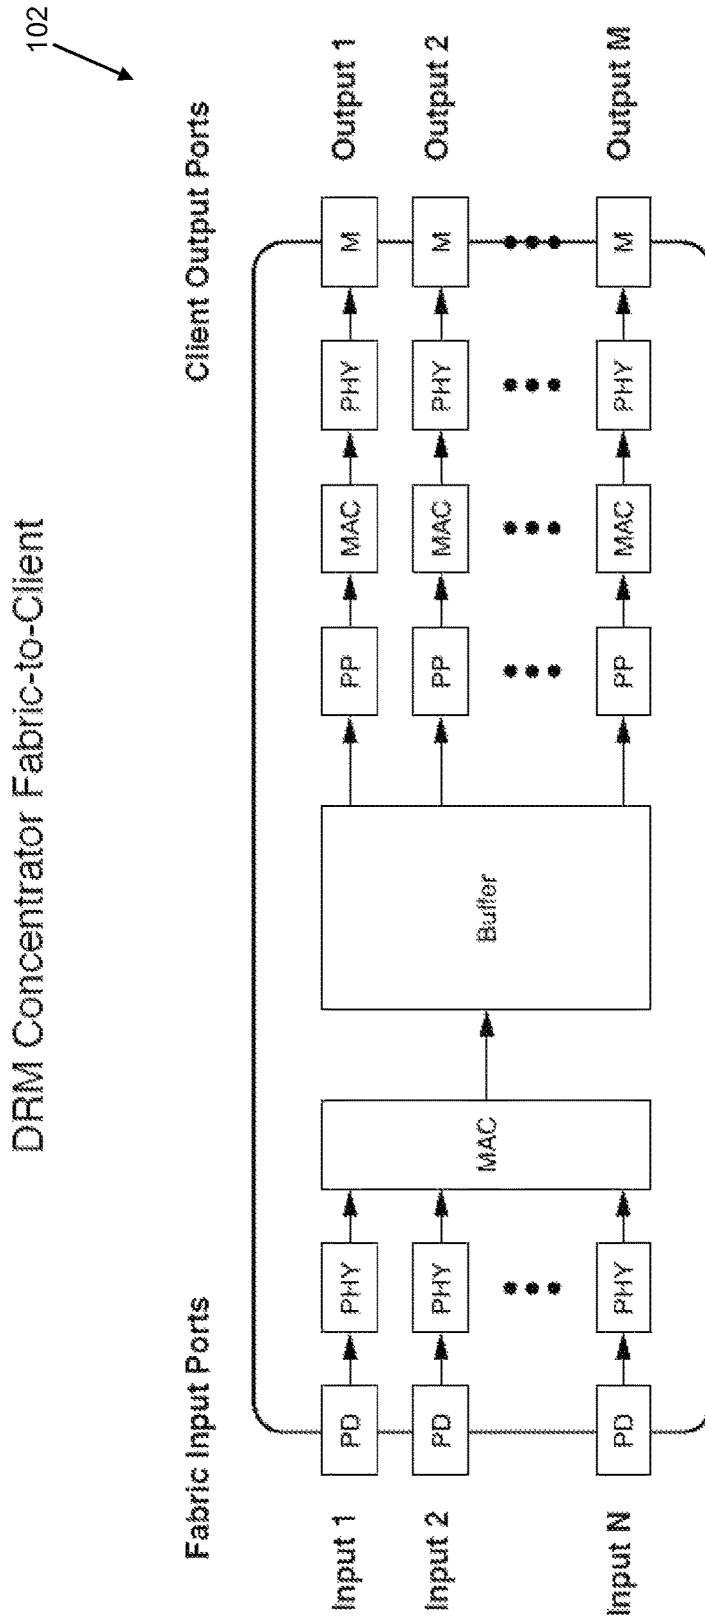 102
DRM Concentrator Fabric-to-Client
Fabric Input Ports
Client Output Ports
Input 1
PD
PHY
PP
MAC
PHY
M
Output 1
Input 2
PD
PHY
MAC
Buffer
PP
MAC
PHY
M
Output 2
Input N
PD
PHY
PP
MAC
PHY
M
Output M